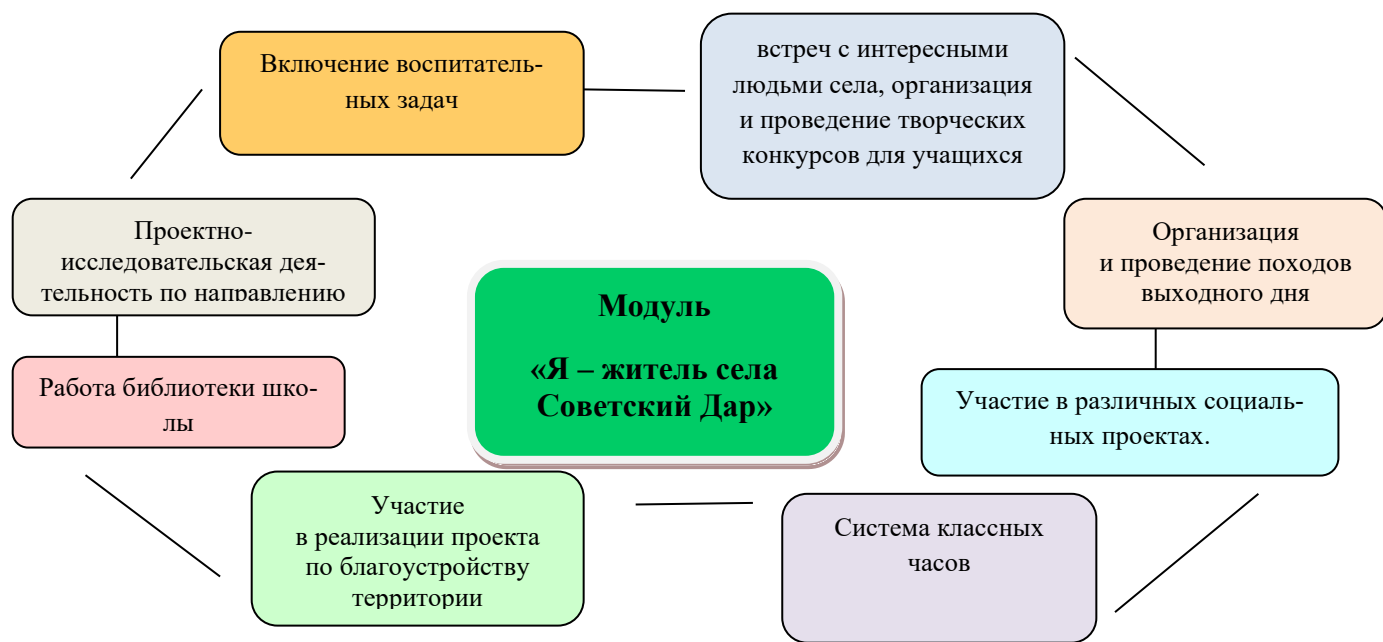 Включение воспитатель-
ных задач
встреч с интересными
людьми села, организация
и проведение творческих
конкурсов для учащихся
Проектно-
исследовательская дея-
тельность по направлению
Организация
и проведение походов
выходного дня
Модуль
«Я – житель села
Советский Дар»
Работа библиотеки шко-
лы
Участие в различных социаль-
ных проектах.
Участие
в реализации проекта
по благоустройству
территории
Система классных
часов